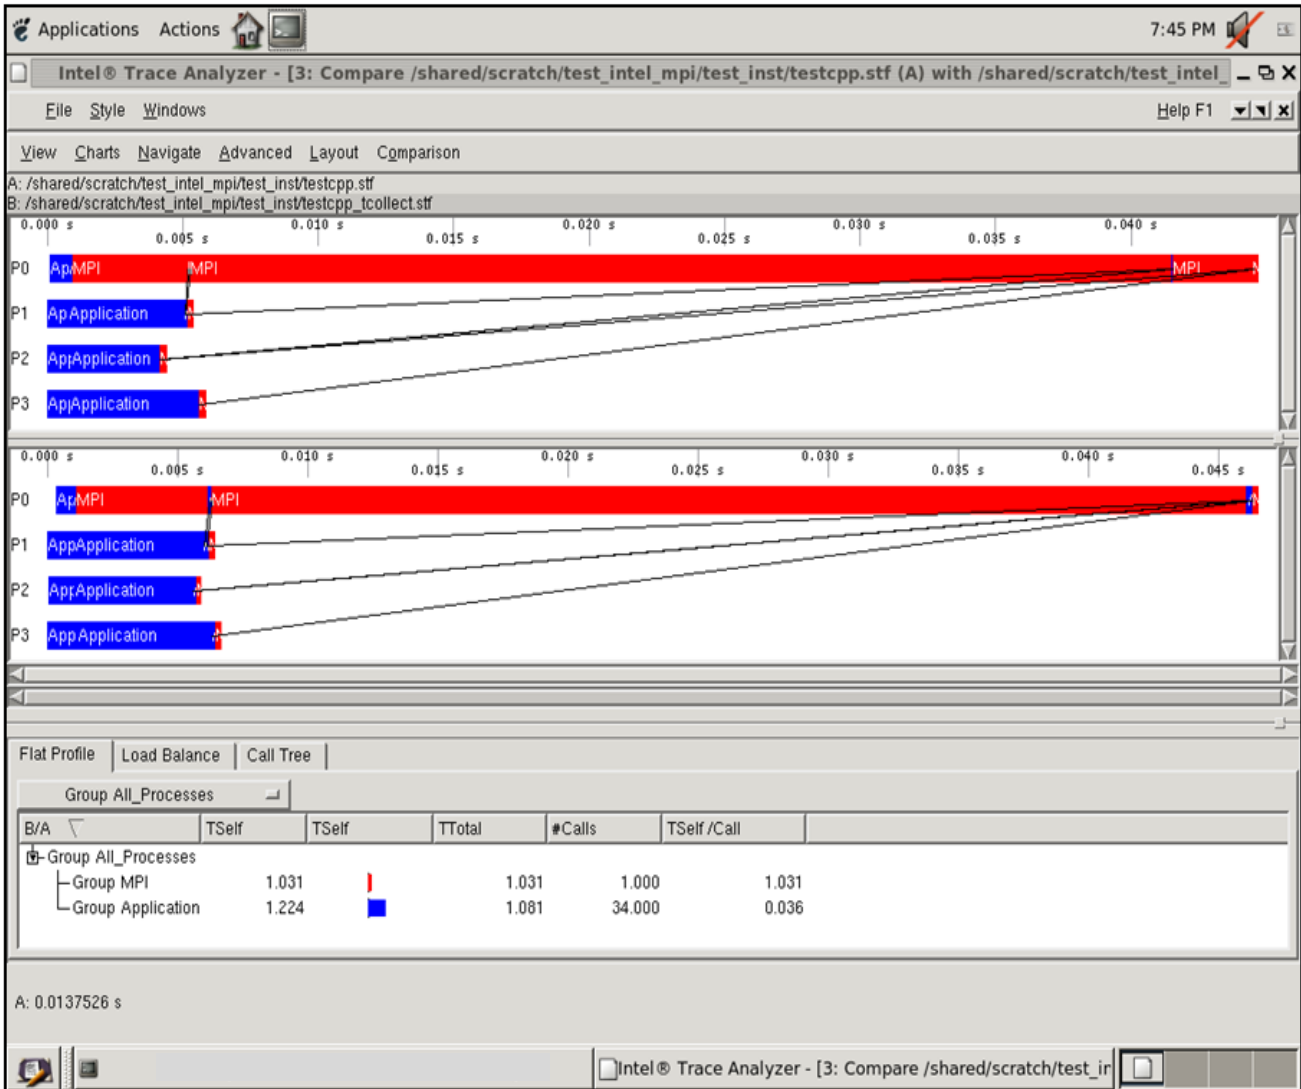 Applications Actions 7:45 PM
Intel® Trace Analyzer - [3: Compare /shared/scratch/test_intel_mpi/test_inst/testcpp.stf (A) with /shared/scratch/test_intel_
File Style Windows Help F1
View Charts Navigate Advanced Layout Comparison
A: /shared/scratch/test_intel_mpi/test_inst/testcpp.stf
B: /shared/scratch/test_intel_mpi/test_inst/testcpp_tcollect.stf
0.000 s 0.010 s 0.020 s 0.030 s 0.040 s
0.005 s 0.015 s 0.025 s 0.035 s
P0 Ap MPI MPI MPI
P1 Ap Application
P2 App Application
P3 App Application
0.000 s 0.010 s 0.020 s 0.030 s 0.040 s
0.005 s 0.015 s 0.025 s 0.035 s 0.045 s
P0 Ap MPI MPI
P1 App Application
P2 App Application
P3 App Application
Flat Profile Load Balance Call Tree
Group All_Processes
B/A TSelf TSelf TTotal #Calls TSelf /Call
Group All_Processes
Group MPI 1.031 1.031 1.000 1.031
Group Application 1.224 1.081 34.000 0.036
A: 0.0137526 s
Intel® Trace Analyzer - [3: Compare /shared/scratch/test_ir